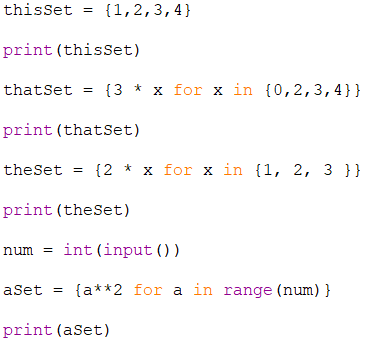 thisSet = {1,2,3,4}
print(thisSet)
thatSet = {3 * x for x in {0,2,3,4}}
print(thatSet)
theSet = {2 * x for x in {1, 2, 3 }}
print(theSet)
num = int(input())
aSet = {a**2 for a in range(num)}
print(aSet)